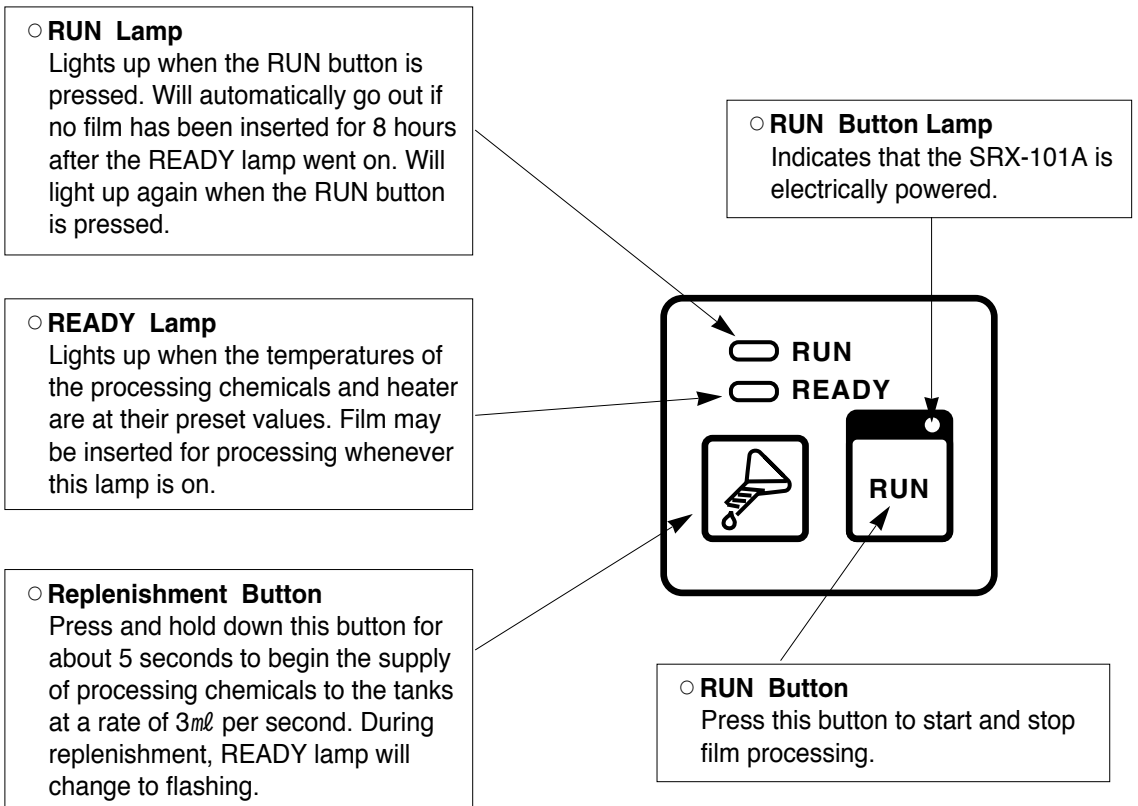 ○ RUN Lamp
Lights up when the RUN button is
pressed. Will automatically go out if
no film has been inserted for 8 hours
after the READY lamp went on. Will
light up again when the RUN button
is pressed.
○ READY Lamp
Lights up when the temperatures of
the processing chemicals and heater
are at their preset values. Film may
be inserted for processing whenever
this lamp is on.
○ Replenishment Button
Press and hold down this button for
about 5 seconds to begin the supply
of processing chemicals to the tanks
at a rate of 3㎖ per second. During
replenishment, READY lamp will
change to flashing.
○ RUN Button Lamp
Indicates that the SRX-101A is
electrically powered.
RUN
READY
RUN
○ RUN Button
Press this button to start and stop
film processing.